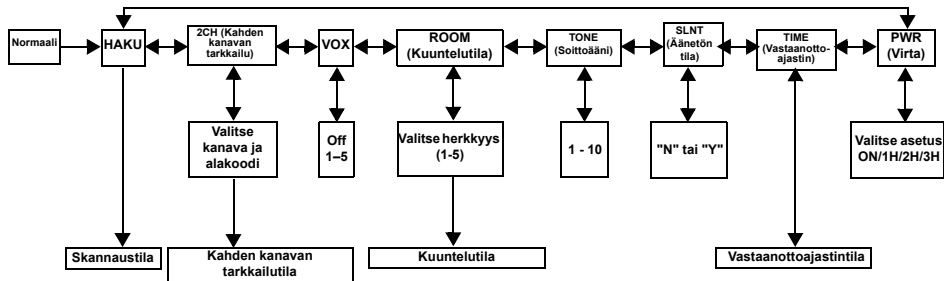 Normaali
HAKU
2CH (Kahden
kanavan
tarkkailu)
VOX
ROOM
(Kuuntelutila)
TONE
(Soittoääni)
SLNT
(Äänetön
tila)
TIME
(Vastaanotto-
ajastin)
PWR
(Virta)
Valitse
kanava ja
alakoodi
Off
1–5
Valitse herkkyys
(1-5)
1 - 10
"N" tai "Y"
Valitse asetus
ON/1H/2H/3H
Skannaustila
Kahden kanavan
tarkkailutila
Kuuntelutila
Vastaanottoajastintila